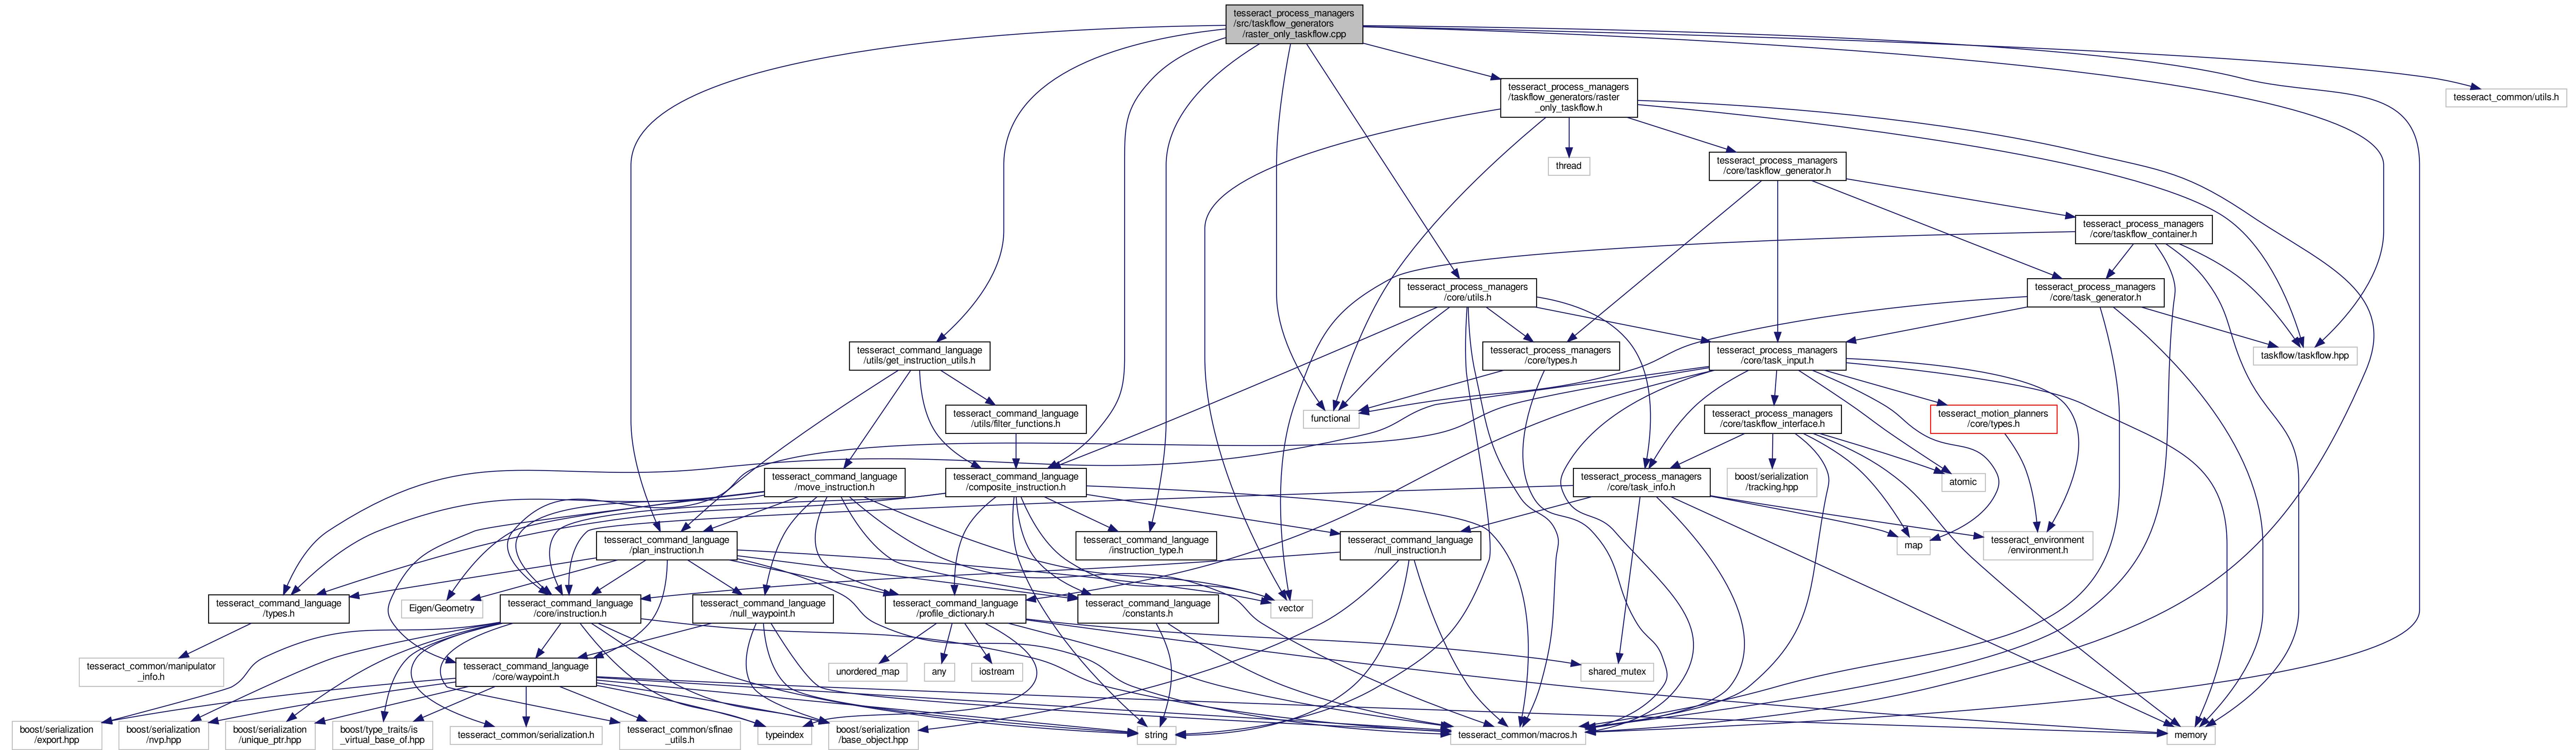 tesseract_process_managers
/src/taskflow_generators
/raster_only_taskflow.cpp
tesseract_process_managers
/taskflow_generators/raster
_only_taskflow.h
tesseract_common/utils.h
thread
tesseract_process_managers
/core/taskflow_generator.h
tesseract_process_managers
/core/taskflow_container.h
tesseract_process_managers
/core/utils.h
tesseract_process_managers
/core/task_generator.h
tesseract_command_language
/utils/get_instruction_utils.h
tesseract_process_managers
/core/types.h
tesseract_process_managers
/core/task_input.h
taskflow/taskflow.hpp
tesseract_command_language
/utils/filter_functions.h
functional
tesseract_process_managers
/core/taskflow_interface.h
tesseract_motion_planners
/core/types.h
tesseract_command_language
/move_instruction.h
tesseract_command_language
/composite_instruction.h
tesseract_process_managers
/core/task_info.h
boost/serialization
/tracking.hpp
atomic
tesseract_command_language
/plan_instruction.h
tesseract_command_language
/instruction_type.h
tesseract_command_language
/null_instruction.h
map
tesseract_environment
/environment.h
tesseract_command_language
/types.h
Eigen/Geometry
tesseract_command_language
/core/instruction.h
tesseract_command_language
/null_waypoint.h
tesseract_command_language
/profile_dictionary.h
tesseract_command_language
/constants.h
vector
tesseract_common/manipulator
_info.h
tesseract_command_language
/core/waypoint.h
unordered_map
any
iostream
shared_mutex
boost/serialization
/export.hpp
boost/serialization
/nvp.hpp
boost/serialization
/unique_ptr.hpp
boost/type_traits/is
_virtual_base_of.hpp
tesseract_common/serialization.h
tesseract_common/sfinae
_utils.h
typeindex
boost/serialization
/base_object.hpp
string
tesseract_common/macros.h
memory